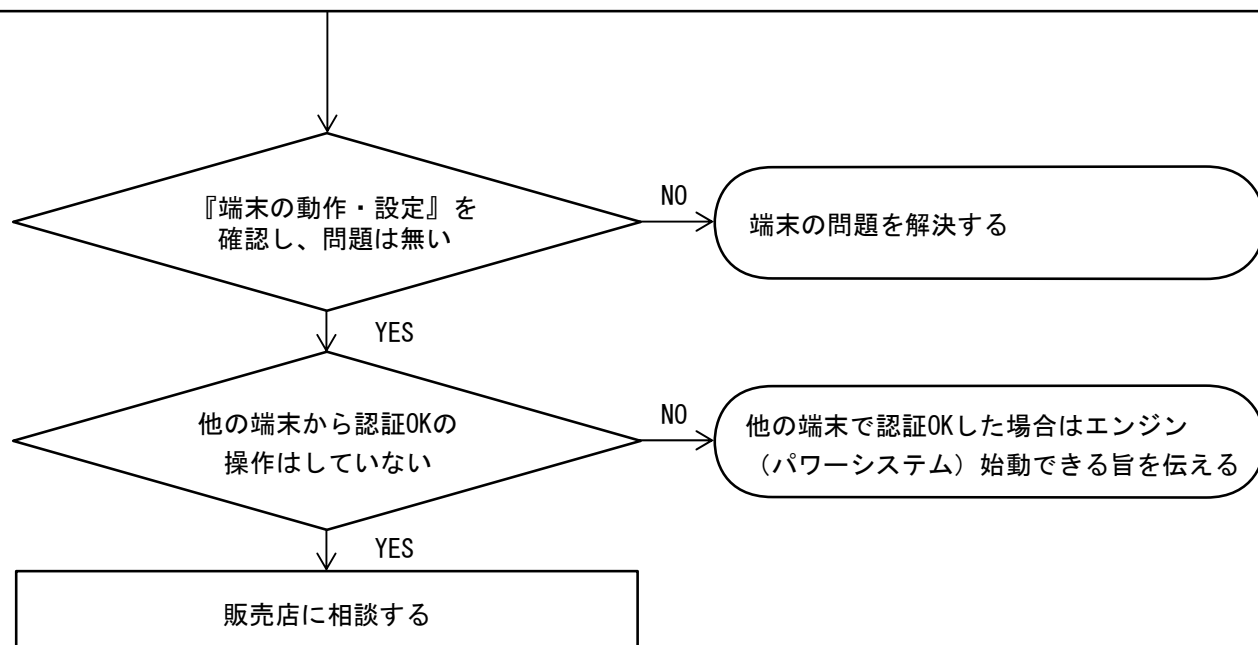 『端末の動作・設定』を
確認し、問題は無い
NO
端末の問題を解決する
YES
他の端末から認証OKの
操作はしていない
NO
他の端末で認証OKした場合はエンジン
（パワーシステム）始動できる旨を伝える
YES
販売店に相談する